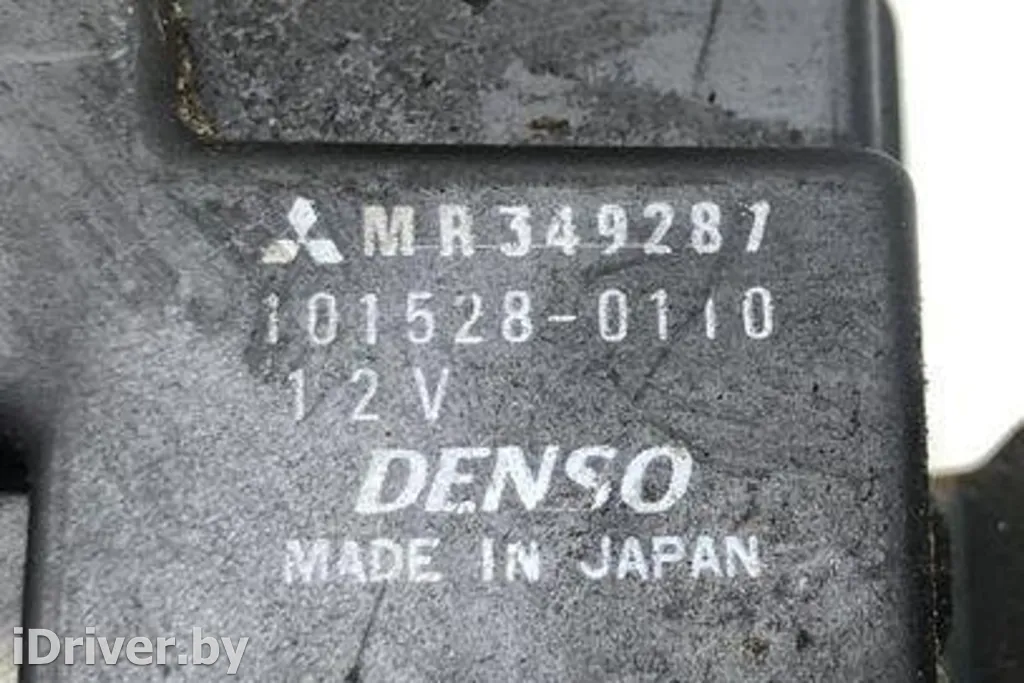 MR349287
101528-0110
12V
DENSO
MADE IN JAPAN
iDriver.by